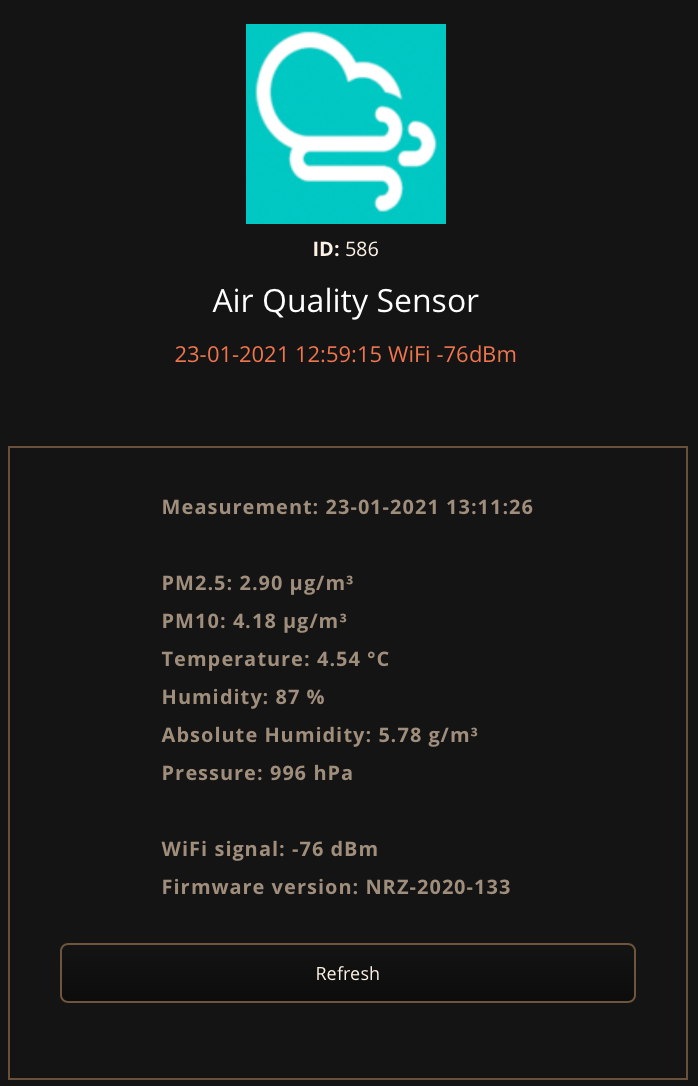 ID: 586
Air Quality Sensor
23-01-2021 12:59:15 WiFi -76dBm
Measurement: 23-01-2021 13:11:26
PM2.5: 2.90 µg/m³
PM10: 4.18 µg/m³
Temperature: 4.54 °C
Humidity: 87 %
Absolute Humidity: 5.78 g/m³
Pressure: 996 hPa
WiFi signal: -76 dBm
Firmware version: NRZ-2020-133
Refresh